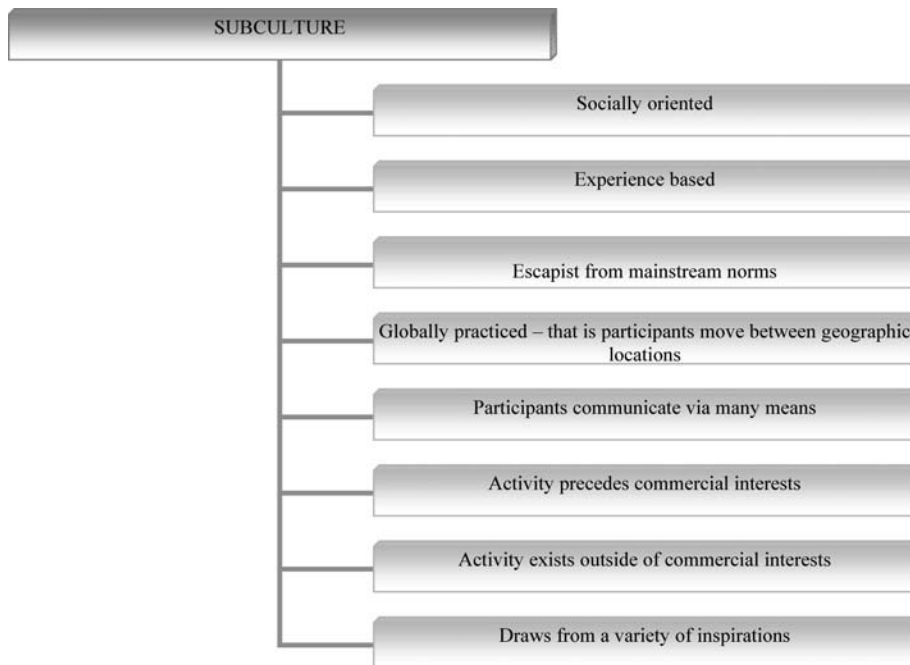 SUBCULTURE
Socially oriented
Experience based
Escapist from mainstream norms
Globally practiced – that is participants move between geographic
locations
Participants communicate via many means
Activity precedes commercial interests
Activity exists outside of commercial interests
Draws from a variety of inspirations